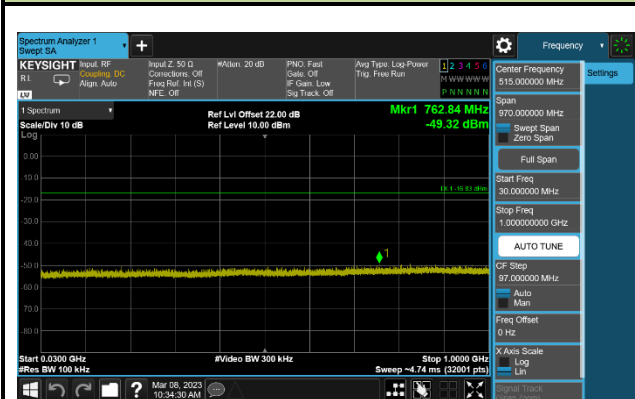 Spectrum Analyzer 1
Swept SA
+
Frequency
KEYSIGHT
RL
LXI
Input: RF
Coupling: DC
Align: Auto
Input Z: 50 Ω
Corrections: Off
Freq Ref: Int (S)
NFE: Off
#Atten: 20 dB
PNO: Fast
Gate: Off
IF Gain: Low
Sig Track: Off
Avg Type: Log-Power
Trig: Free Run
1 2 3 4 5 6
M W W W W W
P N N N N N
1 Spectrum
Scale/Div 10 dB
Log
Ref Lvl Offset 22.00 dB
Ref Level 10.00 dBm
Mkr1 762.84 MHz
-49.32 dBm
0.00
-10.0
-20.0
-30.0
-40.0
-50.0
-60.0
-70.0
-80.0
1
Start 0.0300 GHz
#Res BW 100 kHz
#Video BW 300 kHz
Stop 1.0000 GHz
Sweep ~4.74 ms (32001 pts)
Mar 08, 2023
10:34:30 AM
?
Center Frequency
515.000000 MHz
Settings
Span
970.000000 MHz
Swept Span
Zero Span
Full Span
Start Freq
30.000000 MHz
Stop Freq
1.000000000 GHz
AUTO TUNE
CF Step
97.000000 MHz
Auto
Man
Freq Offset
0 Hz
X Axis Scale
Log
Lin
Signal Track